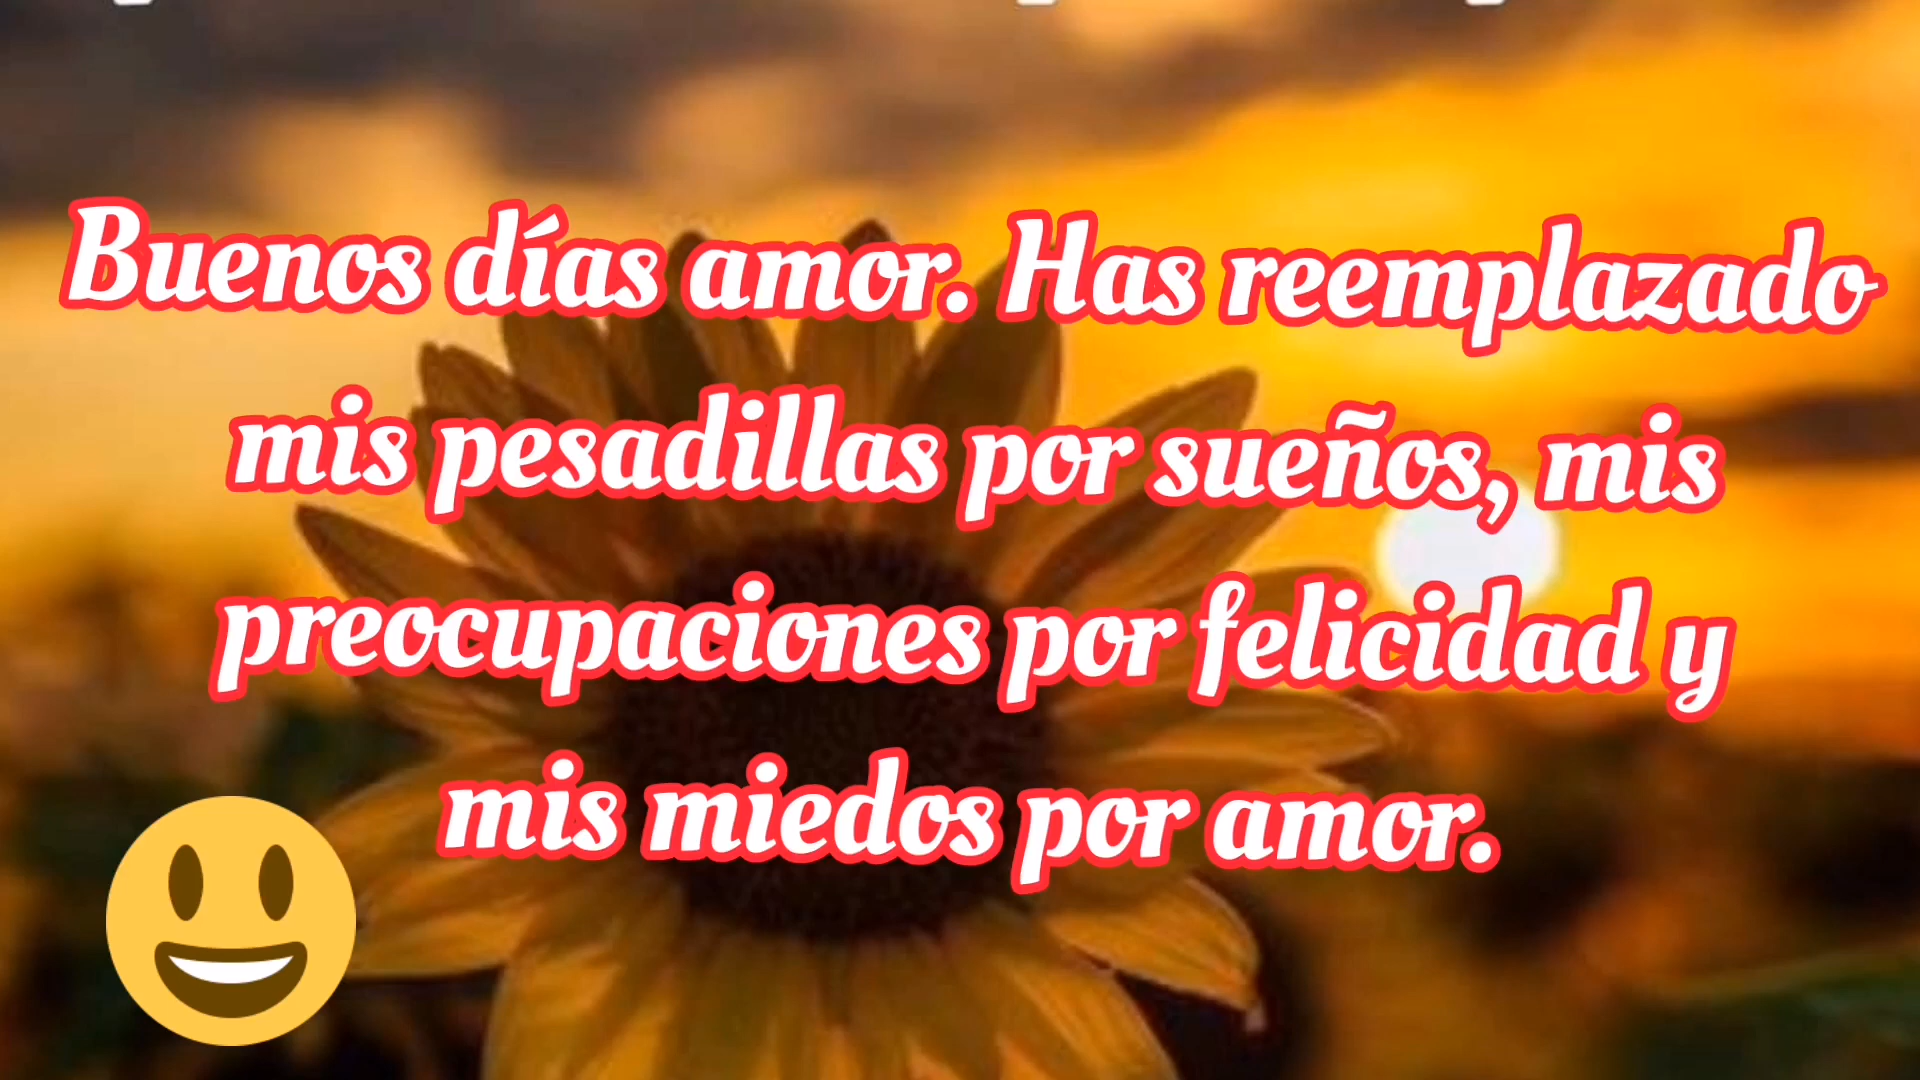 Buenos días amor. Has reemplazado
mis pesadillas por sueños, mis
preocupaciones por felicidad y
mis miedos por amor.